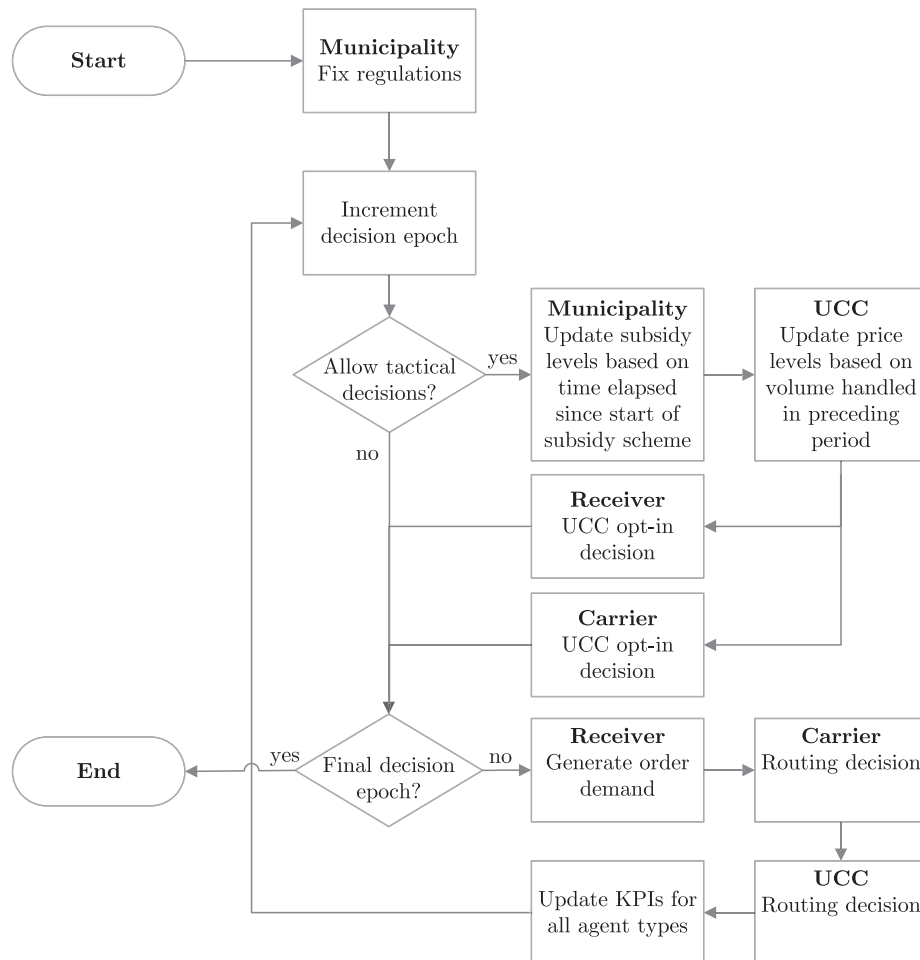 Start
Municipality
Fix regulations
Increment
decision epoch
Allow tactical
decisions?
yes
no
Municipality
Update subsidy
levels based on
time elapsed
since start of
subsidy scheme
UCC
Update price
levels based on
volume handled
in preceding
period
Receiver
UCC opt-in
decision
Carrier
UCC opt-in
decision
End
yes
Final decision
epoch?
no
Receiver
Generate order
demand
Carrier
Routing decision
UCC
Routing decision
Update KPIs for
all agent types